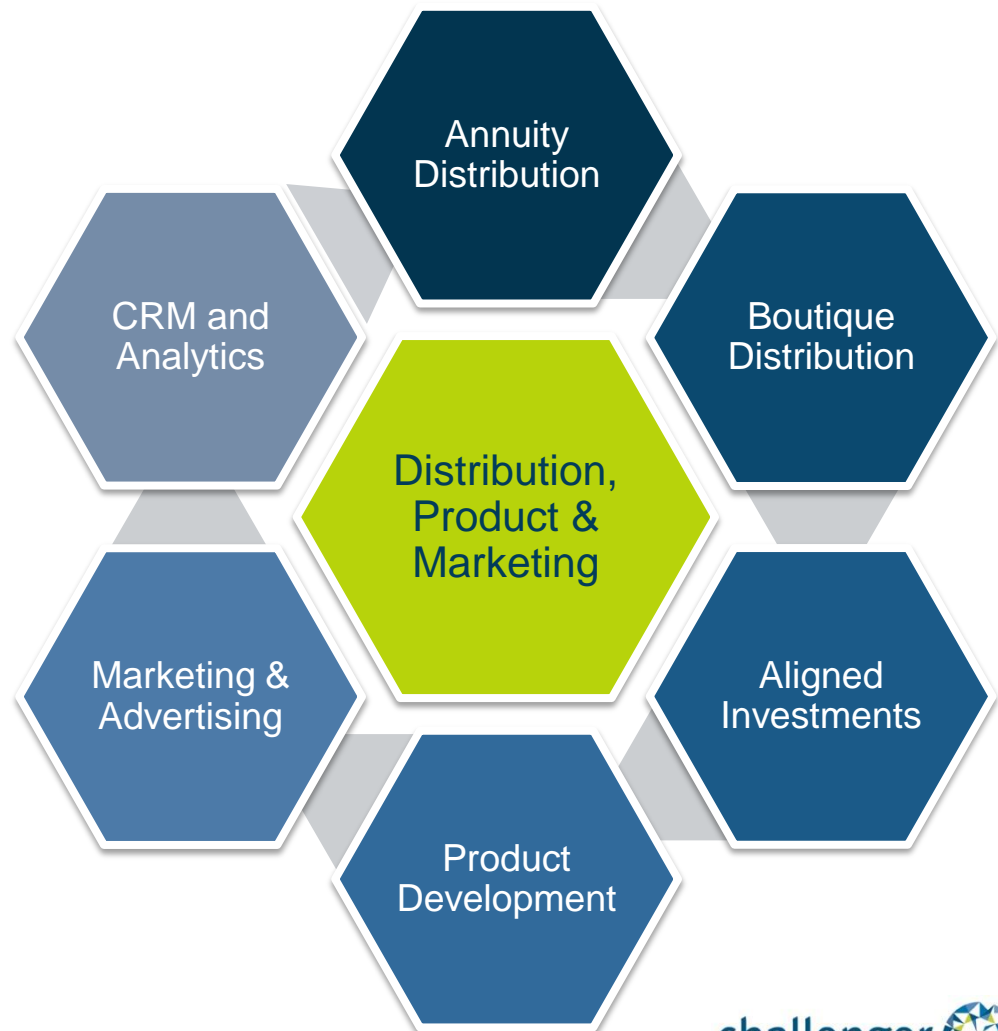 Annuity
Distribution
CRM and
Analytics
Boutique
Distribution
Distribution,
Product &
Marketing
Marketing &
Advertising
Aligned
Investments
Product
Development
challenger